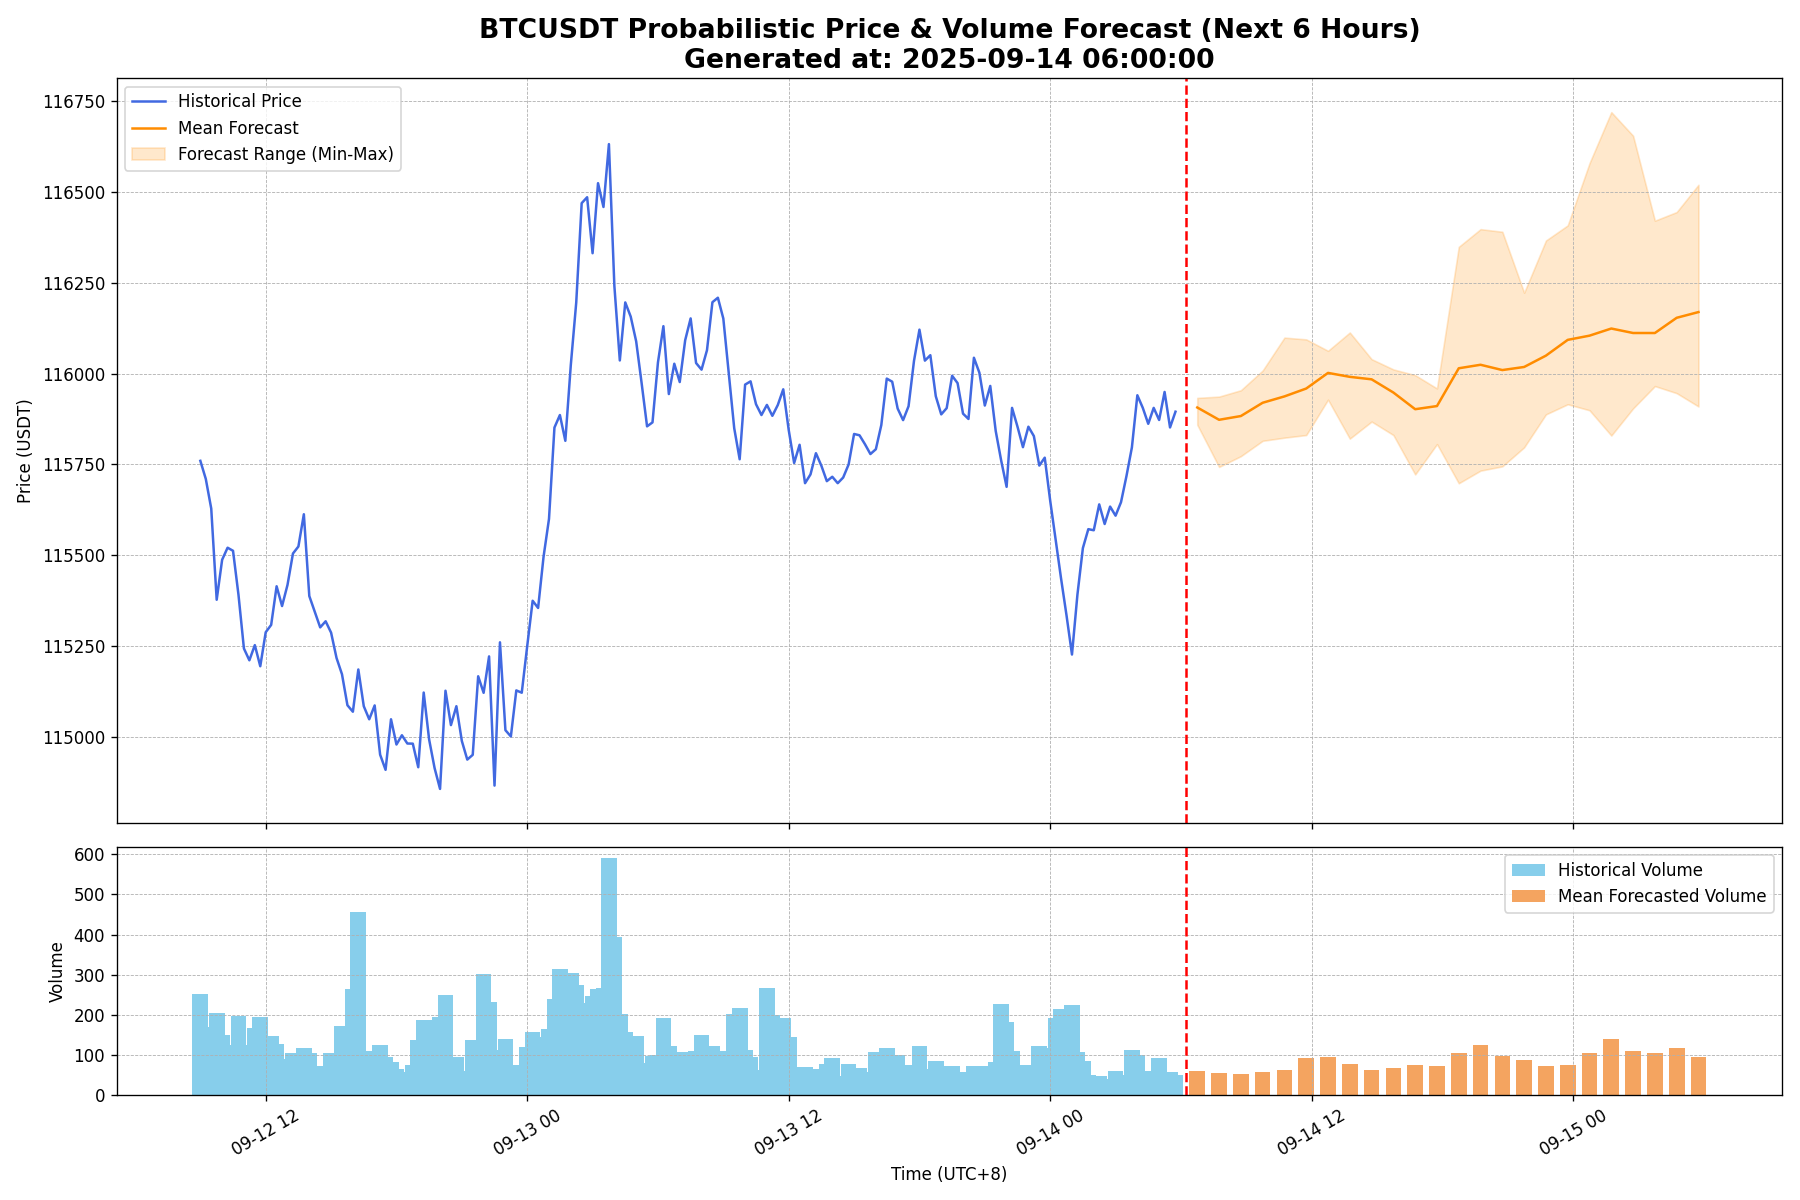 BTCUSDT Probabilistic Price & Volume Forecast (Next 6 Hours)
Generated at: 2025-09-14 06:00:00
Historical Price
Mean Forecast
Forecast Range (Min-Max)
116750
116500
116250
116000
115750
115500
115250
115000
Price (USDT)
Historical Volume
Mean Forecasted Volume
600
500
400
300
200
100
0
Volume
09-12 12
09-13 00
09-13 12
09-14 00
09-14 12
09-15 00
Time (UTC+8)